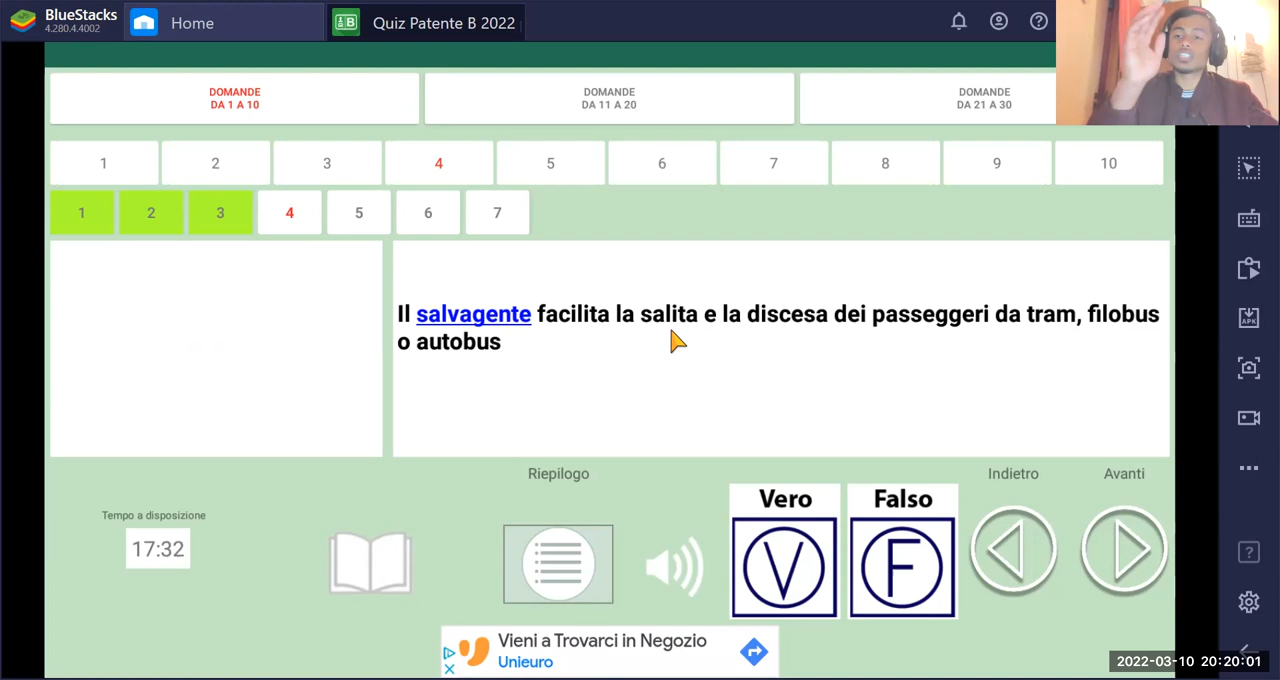 BlueStacks
4.280.4.4002
Home
Quiz Patente B 2022
DOMANDE
DA 1 A 10
DOMANDE
DA 11 A 20
DOMANDE
DA 21 A 30
1 2 3 4 5 6 7 8 9 10
1 2 3 4 5 6 7
Il salvagente facilita la salita e la discesa dei passeggeri da tram, filobus
o autobus
Riepilogo
Indietro
Avanti
Tempo a disposizione
17:32
Vero
V
Falso
F
Vieni a Trovarci in Negozio
Unieuro
2022-03-10 20:20:01